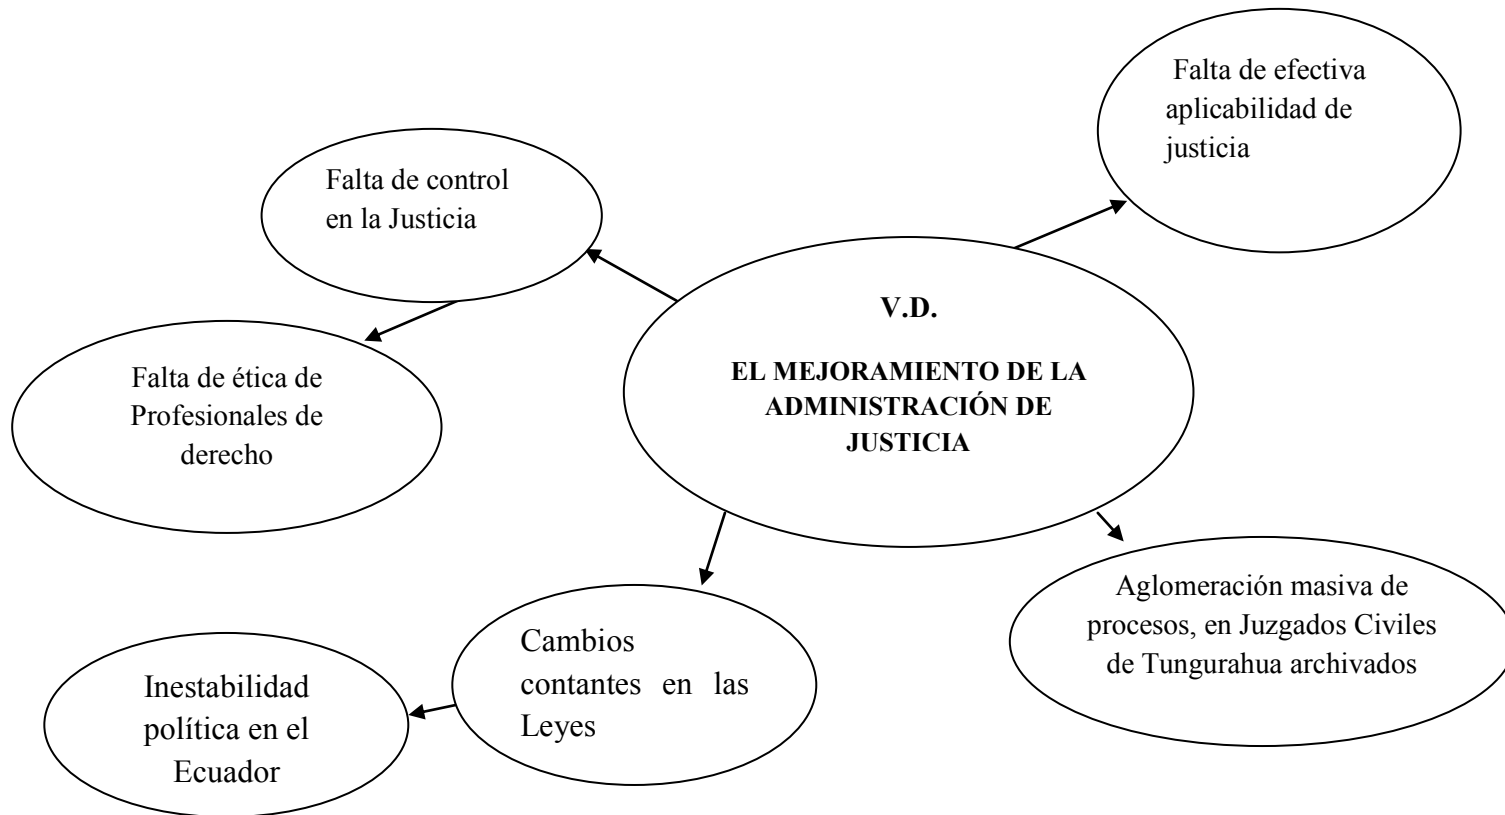 Falta de efectiva
aplicabilidad de
justicia
Falta de control
en la Justicia
V.D.
EL MEJORAMIENTO DE LA
ADMINISTRACIÓN DE
JUSTICIA
Falta de ética de
Profesionales de
derecho
Aglomeración masiva de
procesos, en Juzgados Civiles
de Tungurahua archivados
Cambios
contantes en las
Leyes
Inestabilidad
política en el
Ecuador